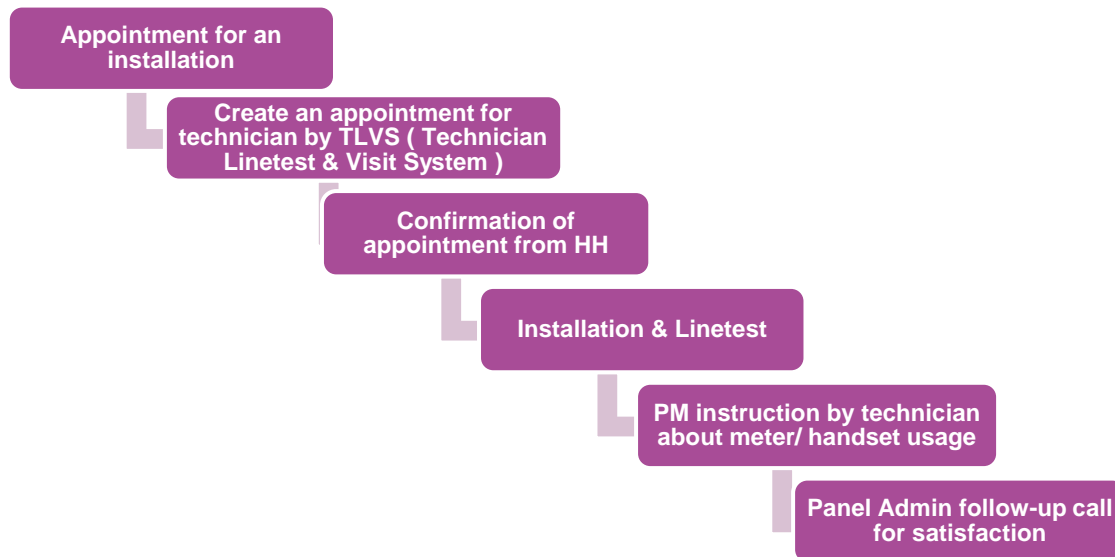 Appointment for an
installation
Create an appointment for
technician by TLVS ( Technician
Linetest & Visit System )
Confirmation of
appointment from HH
Installation & Linetest
PM instruction by technician
about meter/ handset usage
Panel Admin follow-up call
for satisfaction